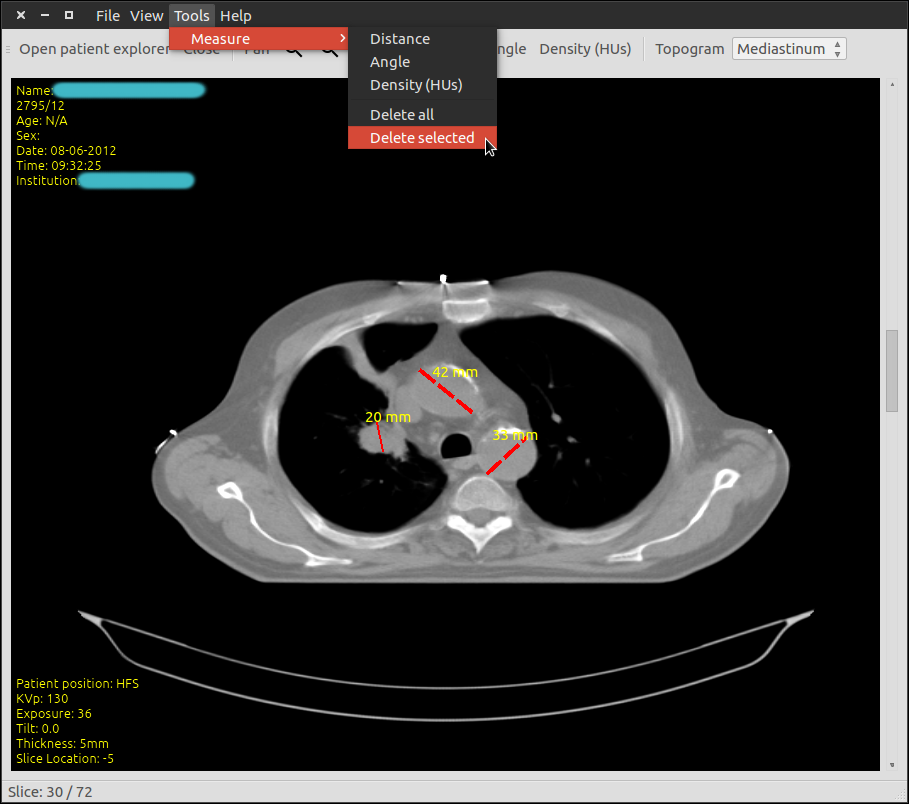 File View Tools Help
Measure
Distance
Angle
Density (HUs)
Delete all
Delete selected
Open patient explorer Close Pan ngle Density (HUs) Topogram Mediastinum
Name:
2795/12
Age: N/A
Sex:
Date: 08-06-2012
Time: 09:32:25
Institution:
42 mm
20 mm
33 mm
Patient position: HFS
KVp: 130
Exposure: 36
Tilt: 0.0
Thickness: 5mm
Slice Location: -5
Slice: 30 / 72